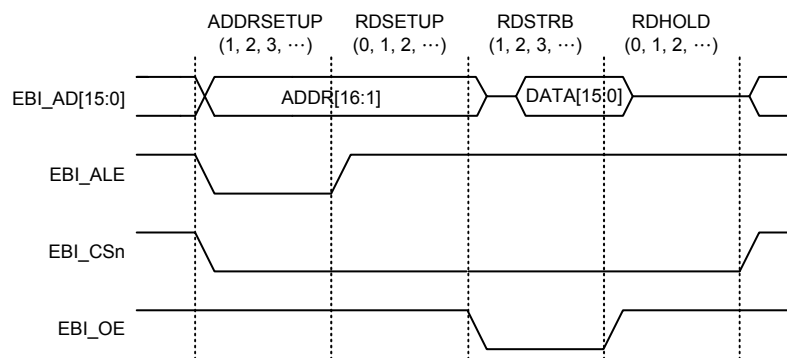 ADDRSETUP RDSETUP RDSTRB RDHOLD
(1, 2, 3, …) (0, 1, 2, …) (1, 2, 3, …) (0, 1, 2, …)
EBI_AD[15:0] ADDR[16:1] DATA[15:0]
EBI_ALE
EBI_CSn
EBI_OE